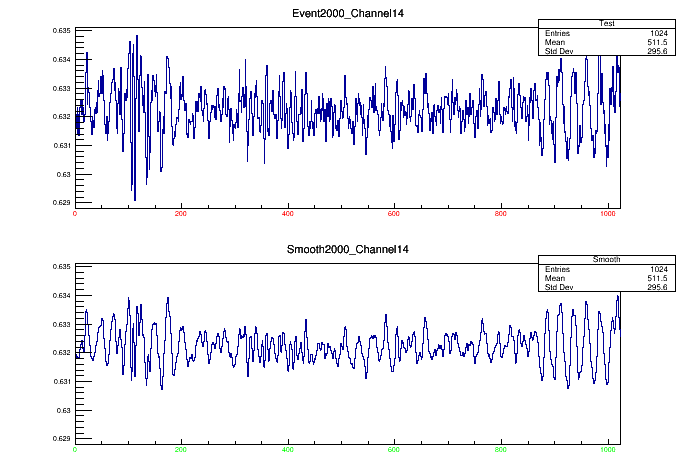 Event2000_Channel14
Test
Entries 1024
Mean 511.5
Std Dev 295.6
0.635
0.634
0.633
0.632
0.631
0.63
0.629
0 200 400 600 800 1000
Smooth2000_Channel14
Smooth
Entries 1024
Mean 511.5
Std Dev 295.6
0.635
0.634
0.633
0.632
0.631
0.63
0.629
0 200 400 600 800 1000